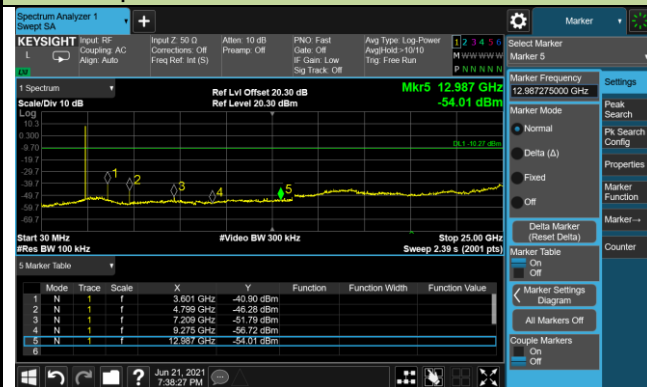 Spectrum Analyzer 1
Swept SA
+
Marker
KEYSIGHT
L
Input: RF
Coupling: AC
Align: Auto
Input Z: 50 Ω
Corrections: Off
Freq Ref: Int (S)
Atten: 10 dB
Preamp: Off
PNO: Fast
Gate: Off
IF Gain: Low
Sig Track: Off
Avg Type: Log-Power
Avg|Hold:>10/10
Trig: Free Run
1 2 3 4 5 6
M W W W W W
P N N N N N
Select Marker
Marker 5
1 Spectrum
Scale/Div 10 dB
Log
Ref Lvl Offset 20.30 dB
Ref Level 20.30 dBm
Mkr5 12.987 GHz
-54.01 dBm
10.3
0.300
-9.70
-19.7
-29.7
-39.7
-49.7
-59.7
-69.7
DL1 -10.27 dBm
1
2
3
4
5
Start 30 MHz
#Res BW 100 kHz
#Video BW 300 kHz
Stop 25.00 GHz
Sweep 2.39 s (2001 pts)
5 Marker Table
Mode Trace Scale X Y Function Function Width Function Value
1 N 1 f 3.601 GHz -40.90 dBm
2 N 1 f 4.799 GHz -46.28 dBm
3 N 1 f 7.209 GHz -51.79 dBm
4 N 1 f 9.275 GHz -56.72 dBm
5 N 1 f 12.987 GHz -54.01 dBm
6
Marker Frequency
12.987275000 GHz
Marker Mode
Normal
Delta (Δ)
Fixed
Off
Delta Marker
(Reset Delta)
Marker Table
On
Off
Marker Settings
Diagram
All Markers Off
Couple Markers
On
Off
Settings
Peak
Search
Pk Search
Config
Properties
Marker
Function
Marker→
Counter
?
Jun 21, 2021
7:38:27 PM